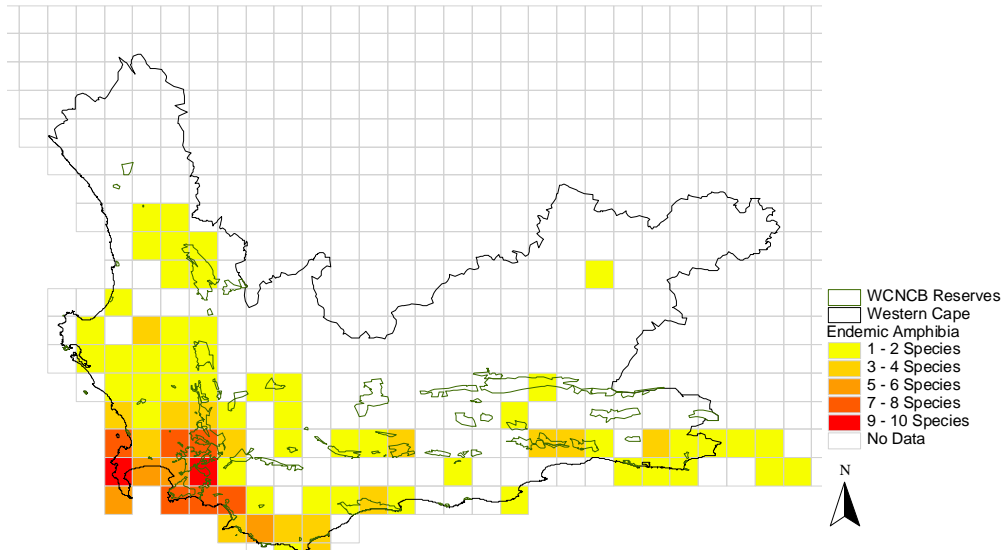 WCNCB Reserves
Western Cape
Endemic Amphibia
1 - 2 Species
3 - 4 Species
5 - 6 Species
7 - 8 Species
9 - 10 Species
No Data
N